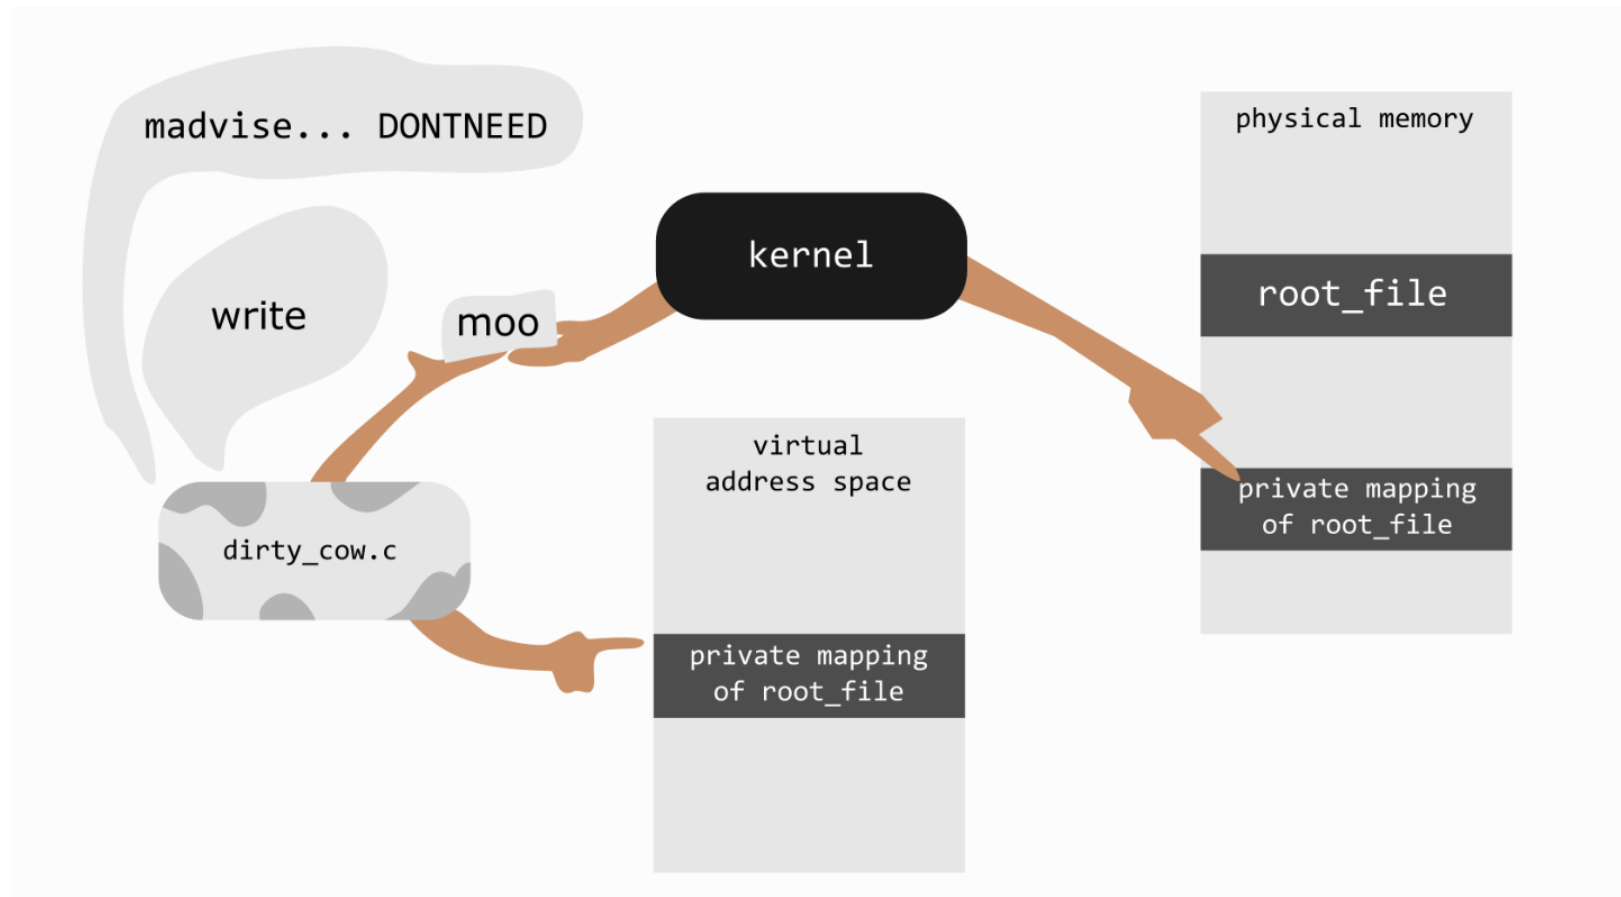 madvise... DONTNEED
write
moo
kernel
dirty_cow.c
virtual
address space
private mapping
of root_file
physical memory
root_file
private mapping
of root_file